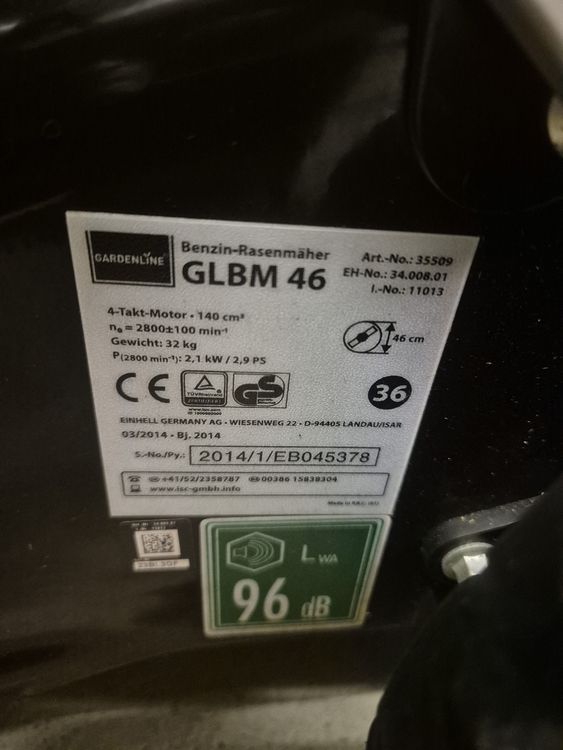 GARDENLINE
Benzin-Rasenmäher
GLBM 46
Art.-No.: 35509
EH-No.: 34.008.01
I.-No.: 11013
4-Takt-Motor • 140 cm³
n₀ = 2800±100 min⁻¹
Gewicht: 32 kg
P(2800 min⁻¹): 2,1 kW / 2,9 PS
46 cm
CE
TÜVRheinland
GS
36
EINHELL GERMANY AG • WIESENWEG 22 • D-94405 LANDAU/ISAR
03/2014 • Bj. 2014
S.-No./Py.: 2014/1/EB045378
+41/52/2358787 00386 15838304
www.isc-gmbh.info
LWA
96 dB